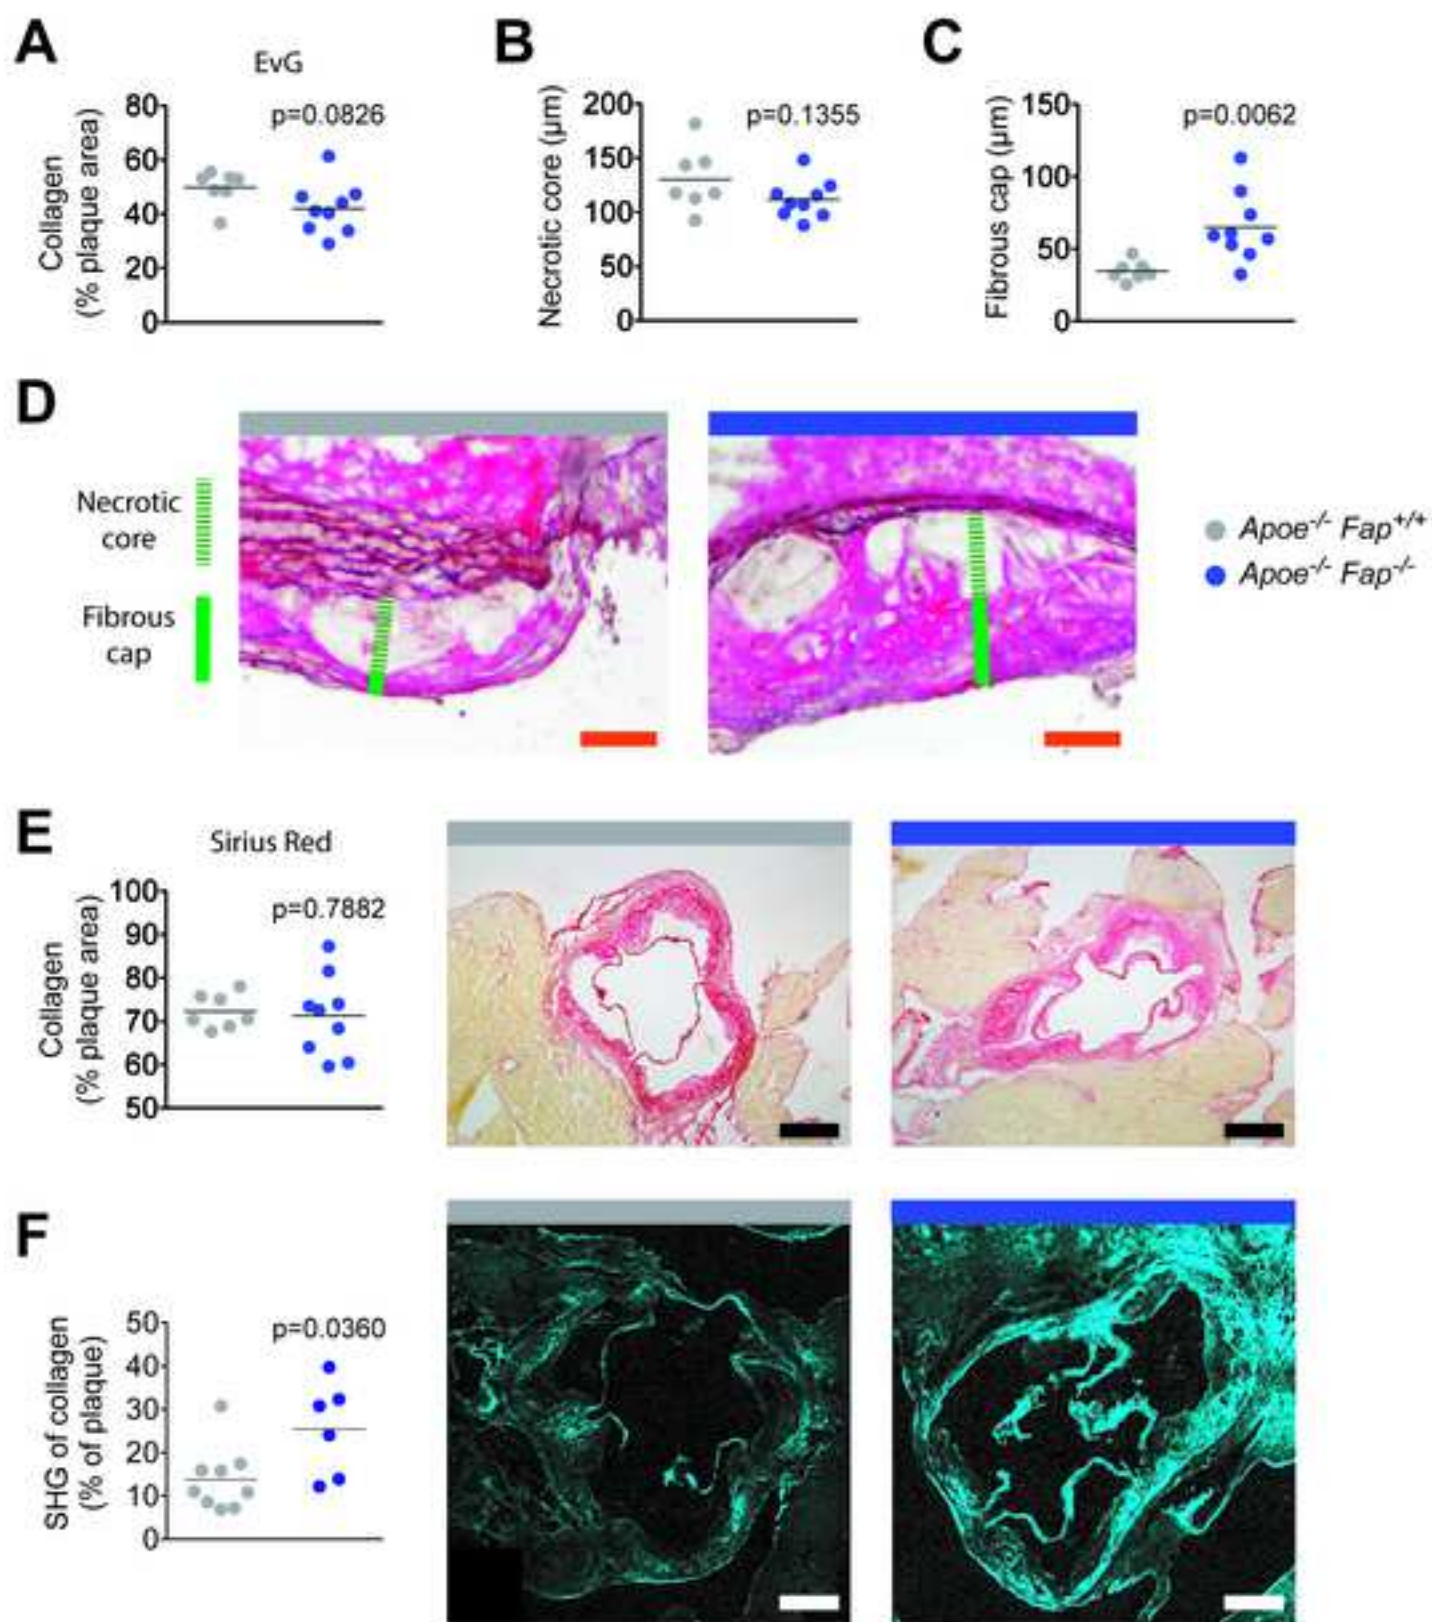 A
EvG
Collagen
(% plaque area)
80
60
40
20
0
p=0.0826
B
Necrotic core (µm)
200
150
100
50
0
p=0.1355
C
Fibrous cap (µm)
150
100
50
0
p=0.0062
D
Necrotic
core
Fibrous
cap
Apoe-/- Fap+/+
Apoe-/- Fap-/-
E
Sirius Red
Collagen
(% plaque area)
100
90
80
70
60
50
p=0.7882
F
SHG of collagen
(% of plaque)
50
40
30
20
10
0
p=0.0360